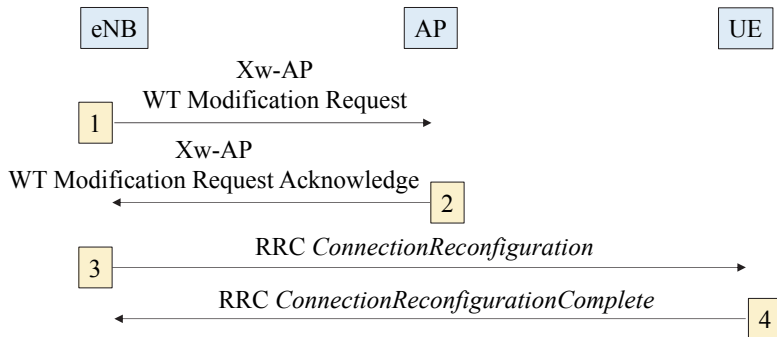 eNB AP UE
Xw-AP
WT Modification Request
1
Xw-AP
WT Modification Request Acknowledge
2
RRC ConnectionReconfiguration
3
RRC ConnectionReconfigurationComplete
4